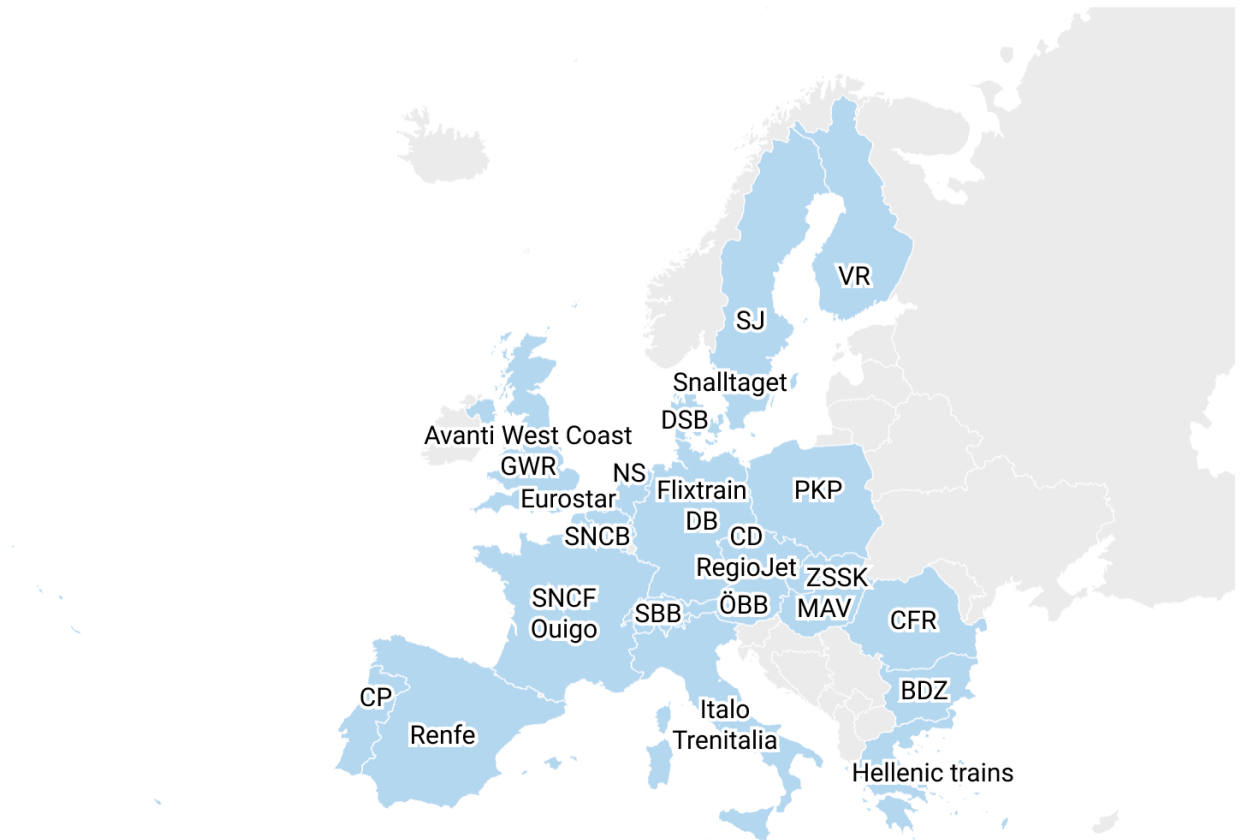 VR
SJ
Snalltaget
DSB
Avanti West Coast
GWR
NS
Eurostar
Flixtrain
PKP
DB
SNCB
CD
RegioJet
ZSSK
SNCF
Ouigo
SBB
ÖBB
MAV
CFR
CP
BDZ
Renfe
Italo
Trenitalia
Hellenic trains